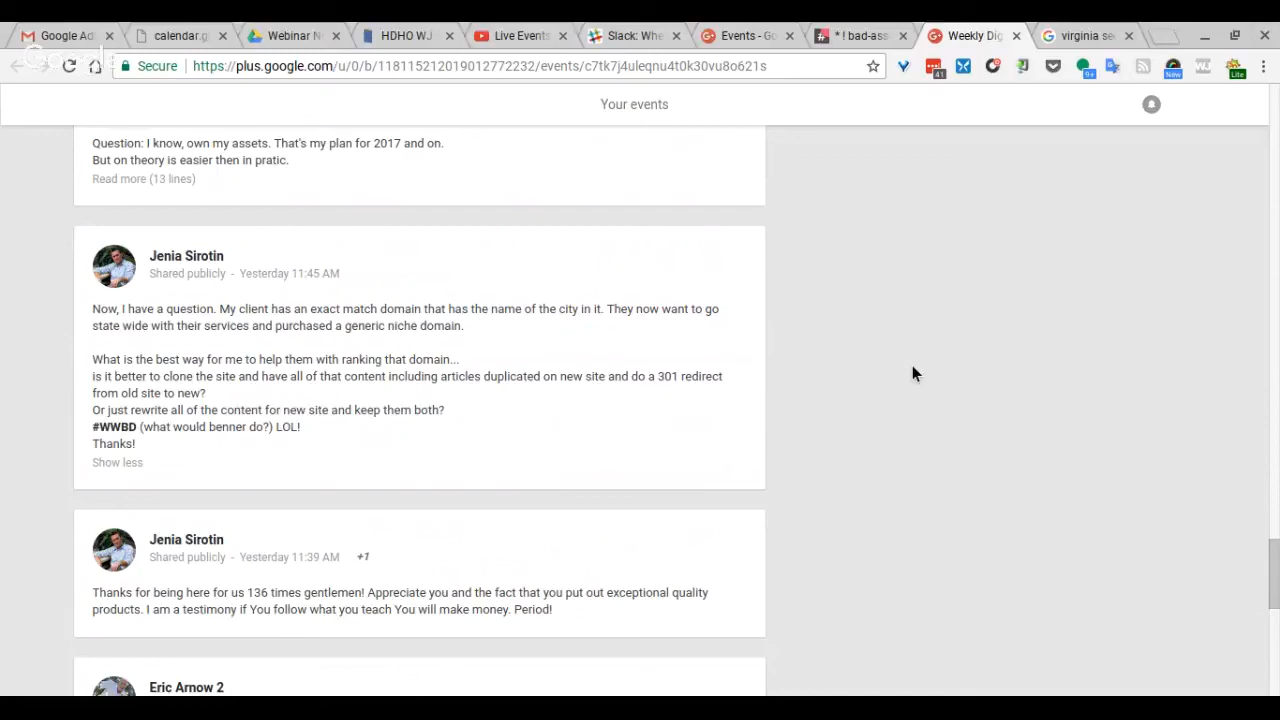 Google Ad
calendar.g
Webinar N
HDHO WJ
Live Events
Slack: Whe
Events - Go
* ! bad-ass
Weekly Dig
virginia se
Google
Secure
https://plus.google.com/u/0/b/118115212019012772232/events/c7tk7j4uleqnu4t0k30vu8o621s
41
9+
New
Lite
Your events
Question: I know, own my assets. That's my plan for 2017 and on.
But on theory is easier then in pratic.
Read more (13 lines)
Jenia Sirotin
Shared publicly - Yesterday 11:45 AM
Now, I have a question. My client has an exact match domain that has the name of the city in it. They now want to go
state wide with their services and purchased a generic niche domain.
What is the best way for me to help them with ranking that domain...
is it better to clone the site and have all of that content including articles duplicated on new site and do a 301 redirect
from old site to new?
Or just rewrite all of the content for new site and keep them both?
#WWBD (what would benner do?) LOL!
Thanks!
Show less
Jenia Sirotin
Shared publicly - Yesterday 11:39 AM +1
Thanks for being here for us 136 times gentlemen! Appreciate you and the fact that you put out exceptional quality
products. I am a testimony if You follow what you teach You will make money. Period!
Eric Arnow 2